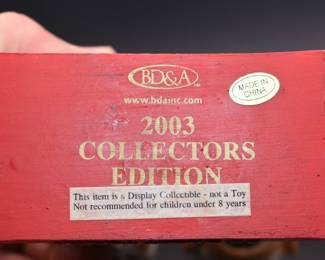 BD&A
www.bdainc.com
MADE IN
CHINA
2003
COLLECTORS
EDITION
This item is a Display Collectible - not a Toy
Not recommended for children under 8 years